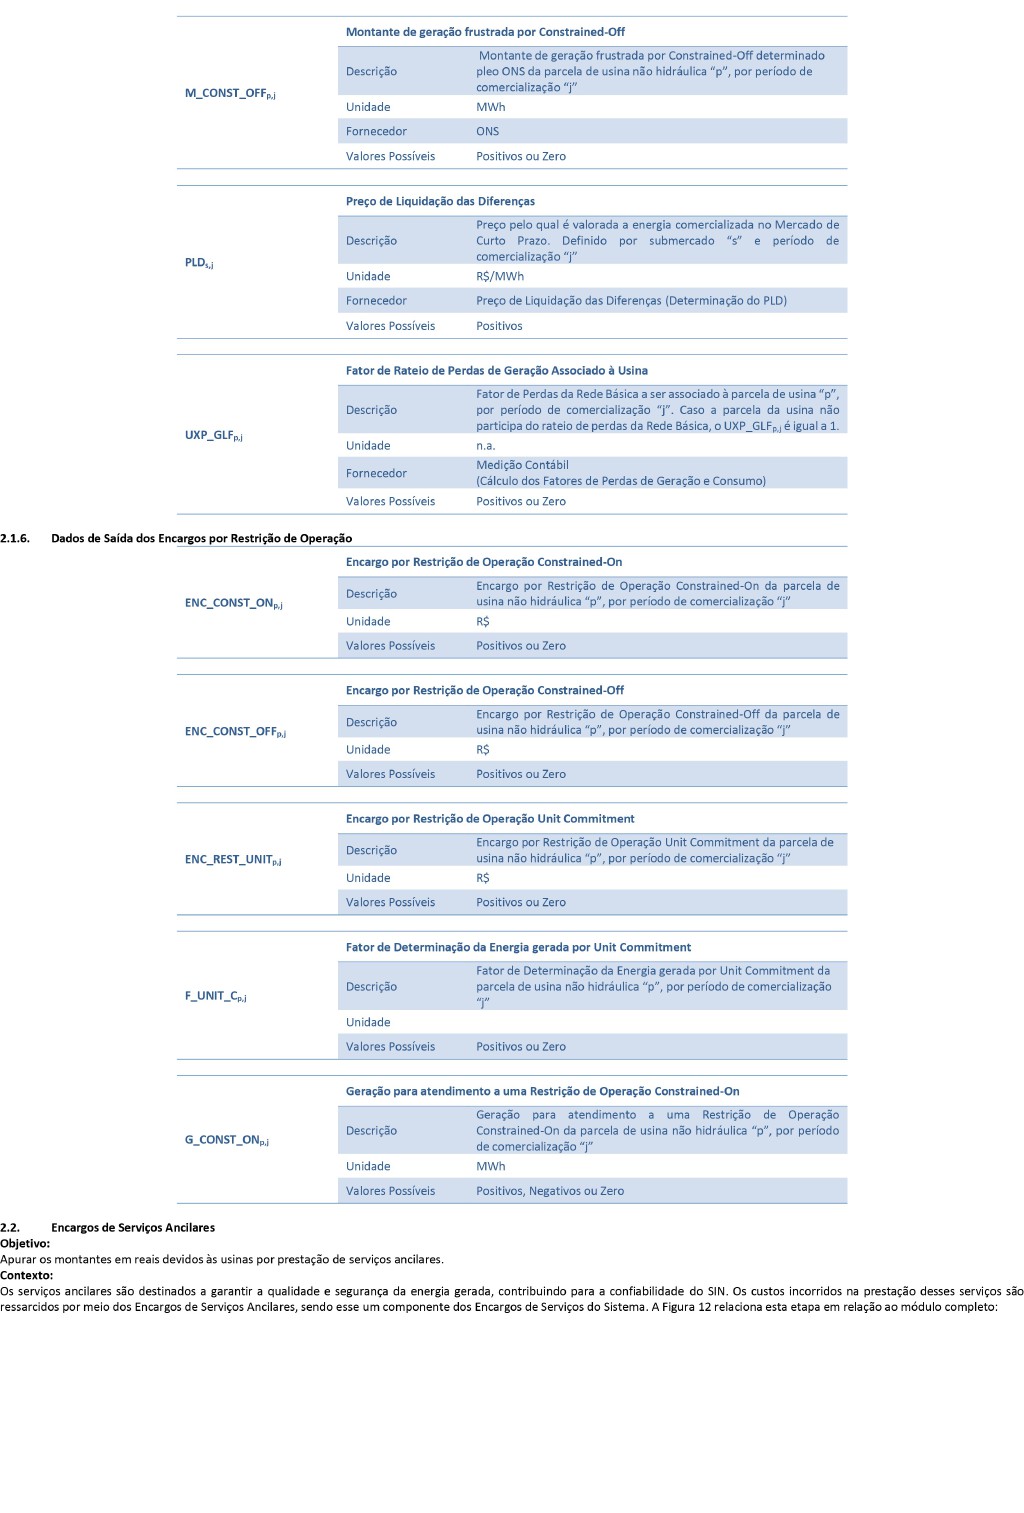 Montante de geração frustrada por Constrained-Off
M_CONST_OFFp,j
Descrição
Montante de geração frustrada por Constrained-Off determinado
pleo ONS da parcela de usina não hidráulica “p”, por período de
comercialização “j”
Unidade MWh
Fornecedor ONS
Valores Possíveis Positivos ou Zero
Preço de Liquidação das Diferenças
PLDs,j
Descrição
Preço pelo qual é valorada a energia comercializada no Mercado de
Curto Prazo. Definido por submercado “s” e período de
comercialização “j”
Unidade R$/MWh
Fornecedor Preço de Liquidação das Diferenças (Determinação do PLD)
Valores Possíveis Positivos
Fator de Rateio de Perdas de Geração Associado à Usina
UXP_GLFp,j
Descrição
Fator de Perdas da Rede Básica a ser associado à parcela de usina “p”,
por período de comercialização “j”. Caso a parcela da usina não
participa do rateio de perdas da Rede Básica, o UXP_GLFp,j é igual a 1.
Unidade n.a.
Fornecedor
Medição Contábil
(Cálculo dos Fatores de Perdas de Geração e Consumo)
Valores Possíveis Positivos ou Zero
2.1.6. Dados de Saída dos Encargos por Restrição de Operação
Encargo por Restrição de Operação Constrained-On
ENC_CONST_ONp,j
Descrição
Encargo por Restrição de Operação Constrained-On da parcela de
usina não hidráulica “p”, por período de comercialização “j”
Unidade R$
Valores Possíveis Positivos ou Zero
Encargo por Restrição de Operação Constrained-Off
ENC_CONST_OFFp,j
Descrição
Encargo por Restrição de Operação Constrained-Off da parcela de
usina não hidráulica “p”, por período de comercialização “j”
Unidade R$
Valores Possíveis Positivos ou Zero
Encargo por Restrição de Operação Unit Commitment
ENC_REST_UNITp,j
Descrição
Encargo por Restrição de Operação Unit Commitment da parcela de
usina não hidráulica “p”, por período de comercialização “j”
Unidade R$
Valores Possíveis Positivos ou Zero
Fator de Determinação da Energia gerada por Unit Commitment
F_UNIT_Cp,j
Descrição
Fator de Determinação da Energia gerada por Unit Commitment da
parcela de usina não hidráulica “p”, por período de comercialização
“j”
Unidade
Valores Possíveis Positivos ou Zero
Geração para atendimento a uma Restrição de Operação Constrained-On
G_CONST_ONp,j
Descrição
Geração para atendimento a uma Restrição de Operação
Constrained-On da parcela de usina não hidráulica “p”, por período
de comercialização “j”
Unidade MWh
Valores Possíveis Positivos, Negativos ou Zero
2.2. Encargos de Serviços Ancilares
Objetivo:
Apurar os montantes em reais devidos às usinas por prestação de serviços ancilares.
Contexto:
Os serviços ancilares são destinados a garantir a qualidade e segurança da energia gerada, contribuindo para a confiabilidade do SIN. Os custos incorridos na prestação desses serviços são
ressarcidos por meio dos Encargos de Serviços Ancilares, sendo esse um componente dos Encargos de Serviços do Sistema. A Figura 12 relaciona esta etapa em relação ao módulo completo: